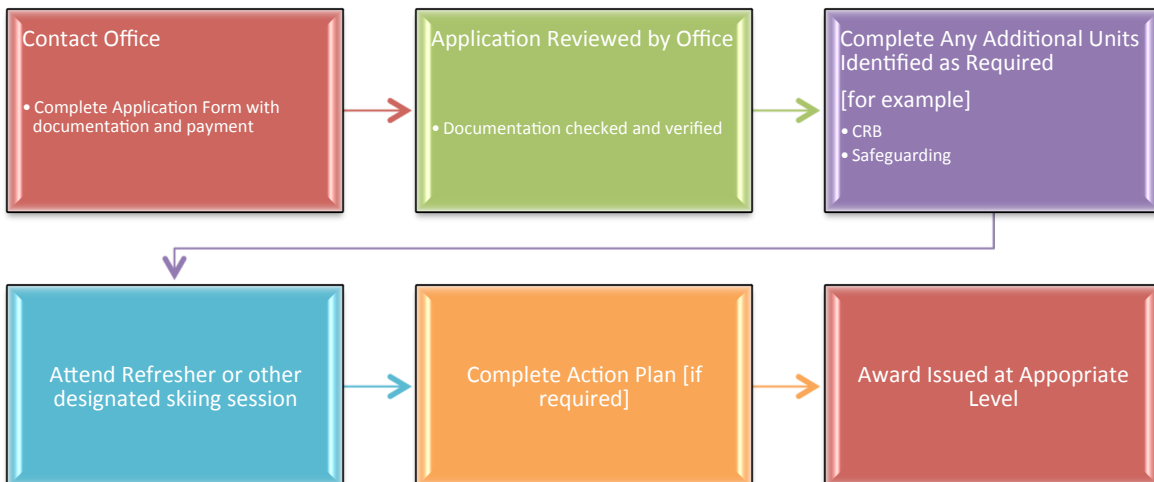 Contact Office
• Complete Application Form with
documentation and payment
Application Reviewed by Office
• Documentation checked and verified
Complete Any Additional Units
Identified as Required
[for example]
• CRB
• Safeguarding
Attend Refresher or other
designated skiing session
Complete Action Plan [if
required]
Award Issued at Appopriate
Level